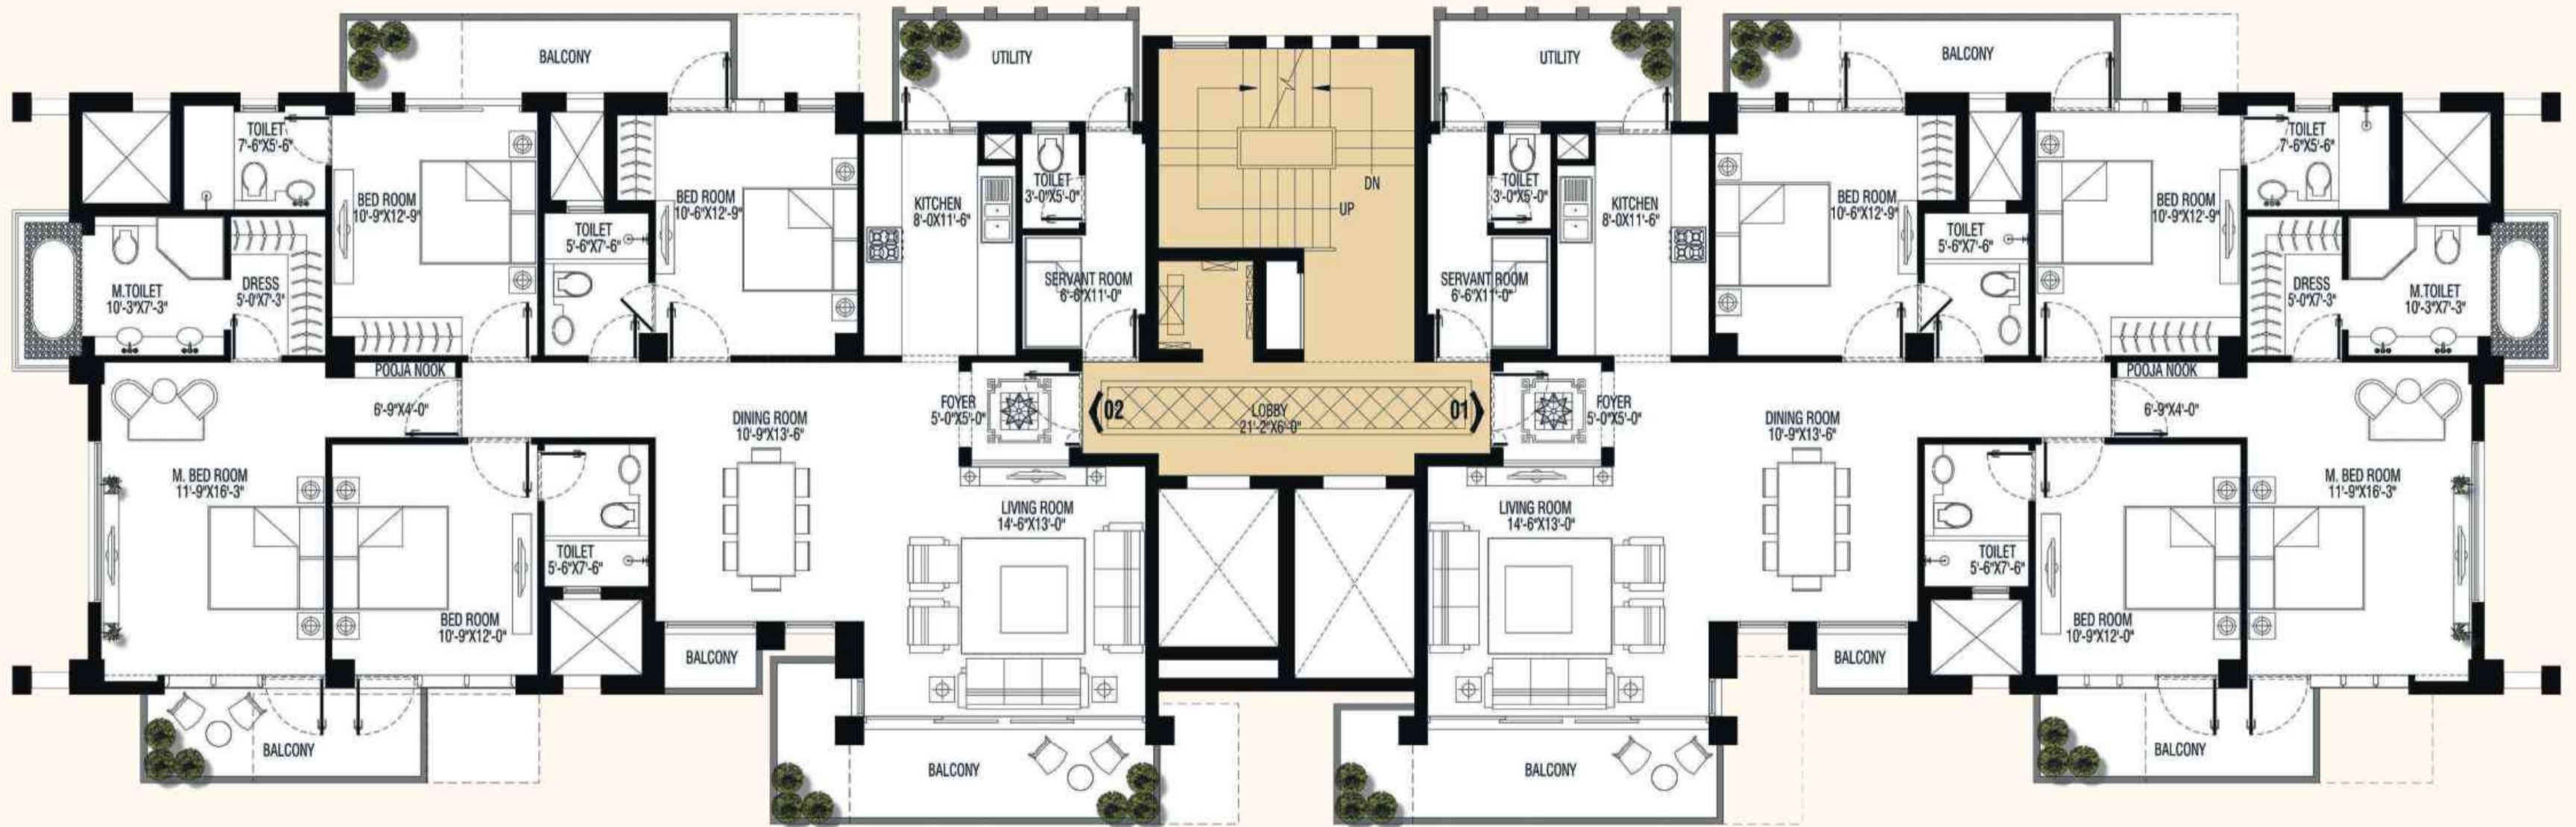 BALCONY
UTILITY
UTILITY
BALCONY
TOILET
7'-6"X5'-6"
BED ROOM
10'-9"X12'-9"
TOILET
5'-6"X7'-6"
BED ROOM
10'-6"X12'-9"
KITCHEN
8'-0X11'-6"
TOILET
3'-0"X5'-0"
SERVANT ROOM
6'-6"X11'-0"
DN
UP
TOILET
3'-0"X5'-0"
SERVANT ROOM
6'-6"X11'-0"
KITCHEN
8'-0X11'-6"
BED ROOM
10'-6"X12'-9"
TOILET
5'-6"X7'-6"
BED ROOM
10'-9"X12'-9"
TOILET
7'-6"X5'-6"
M.TOILET
10'-3"X7'-3"
DRESS
5'-0"X7'-3"
DRESS
5'-0"X7'-3"
M.TOILET
10'-3"X7'-3"
POOJA NOOK
6'-9"X4'-0"
DINING ROOM
10'-9"X13'-6"
FOYER
5'-0"X5'-0"
02
LOBBY
21'-2"X6'-0"
01
FOYER
5'-0"X5'-0"
DINING ROOM
10'-9"X13'-6"
POOJA NOOK
6'-9"X4'-0"
M. BED ROOM
11'-9"X16'-3"
BED ROOM
10'-9"X12'-0"
TOILET
5'-6"X7'-6"
LIVING ROOM
14'-6"X13'-0"
LIVING ROOM
14'-6"X13'-0"
TOILET
5'-6"X7'-6"
BED ROOM
10'-9"X12'-0"
M. BED ROOM
11'-9"X16'-3"
BALCONY
BALCONY
BALCONY
BALCONY
BALCONY
BALCONY